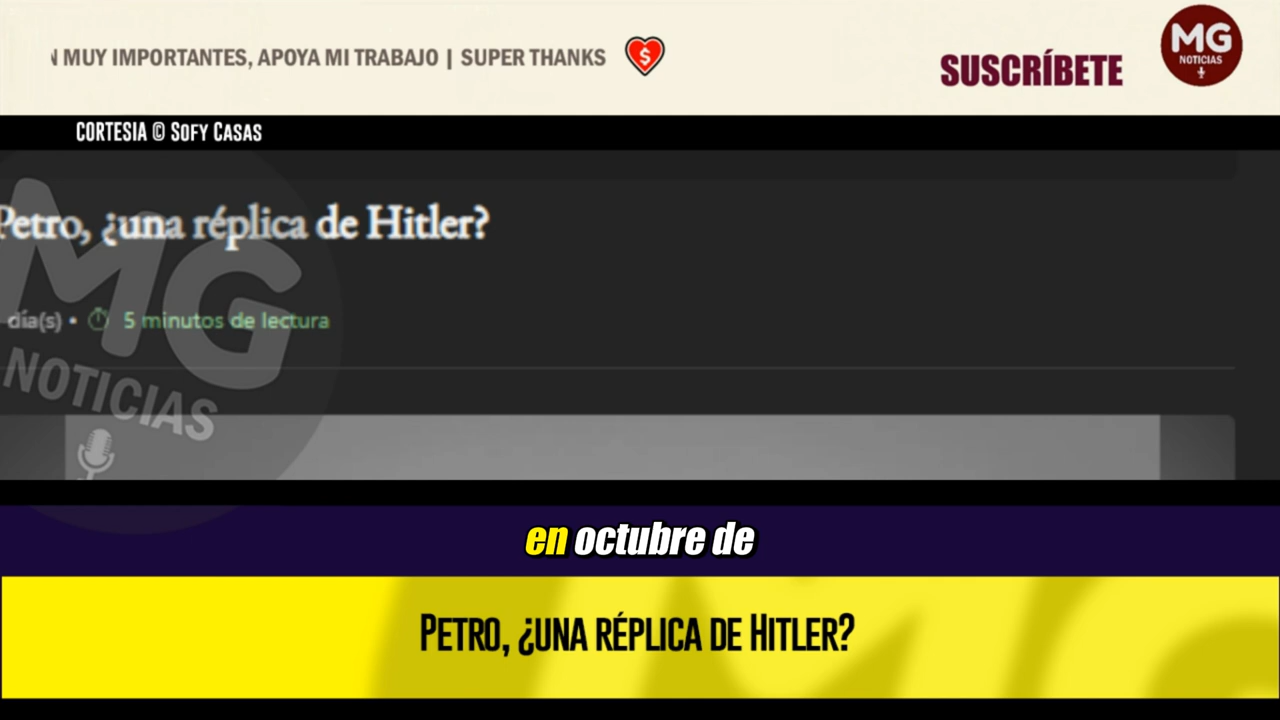 MUY IMPORTANTES, APOYA MI TRABAJO | SUPER THANKS
SUSCRÍBETE
MG
NOTICIAS
CORTESIA © SOFY CASAS
Petro, ¿una réplica de Hitler?
día(s) • 5 minutos de lectura
MG
NOTICIAS
en octubre de
PETRO, ¿UNA RÉPLICA DE HITLER?